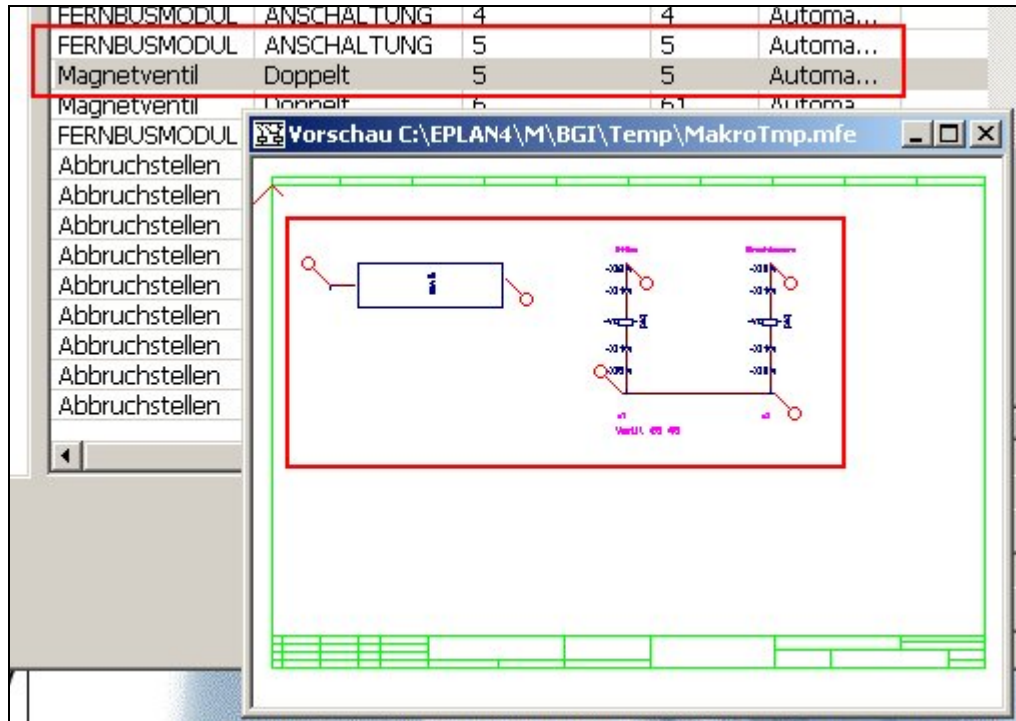 FERNBUSMODUL ANSCHALTUNG 4 4 Automa...
FERNBUSMODUL ANSCHALTUNG 5 5 Automa...
Magnetventil Doppelt 5 5 Automa...
Magnetventil Doppelt 6 61 Automa...
FERNBUSMODUL
Vorschau C:\EPLAN4\M\BGI\Temp\MakroTmp.mfe
Abbruchstellen
Abbruchstellen
Abbruchstellen
Abbruchstellen
Abbruchstellen
Abbruchstellen
Abbruchstellen
Abbruchstellen
Abbruchstellen